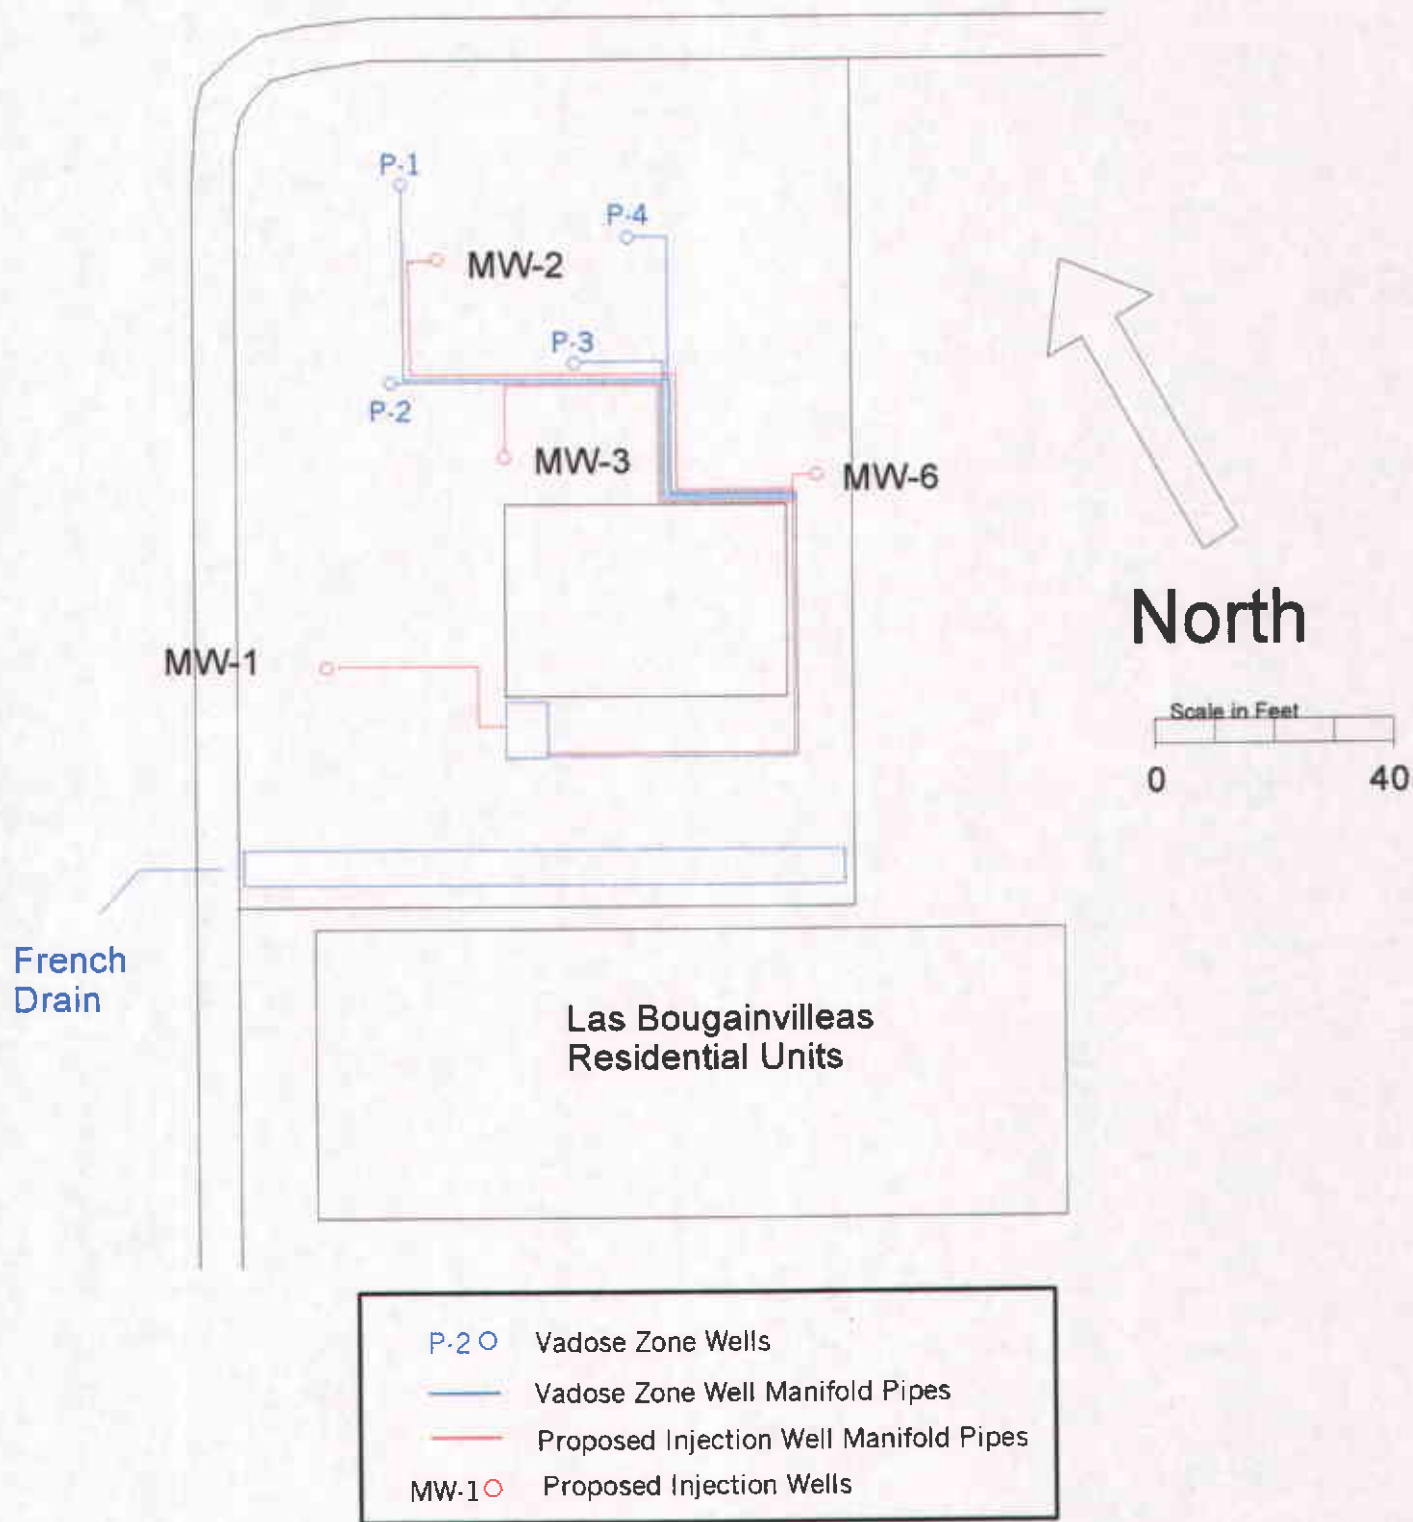 P-1
P-4
MW-2
P-3
P-2
MW-3
MW-6
North
MW-1
Scale in Feet
0 40
French
Drain
Las Bougainvilleas
Residential Units
P-2 Vadose Zone Wells
Vadose Zone Well Manifold Pipes
Proposed Injection Well Manifold Pipes
MW-1 Proposed Injection Wells